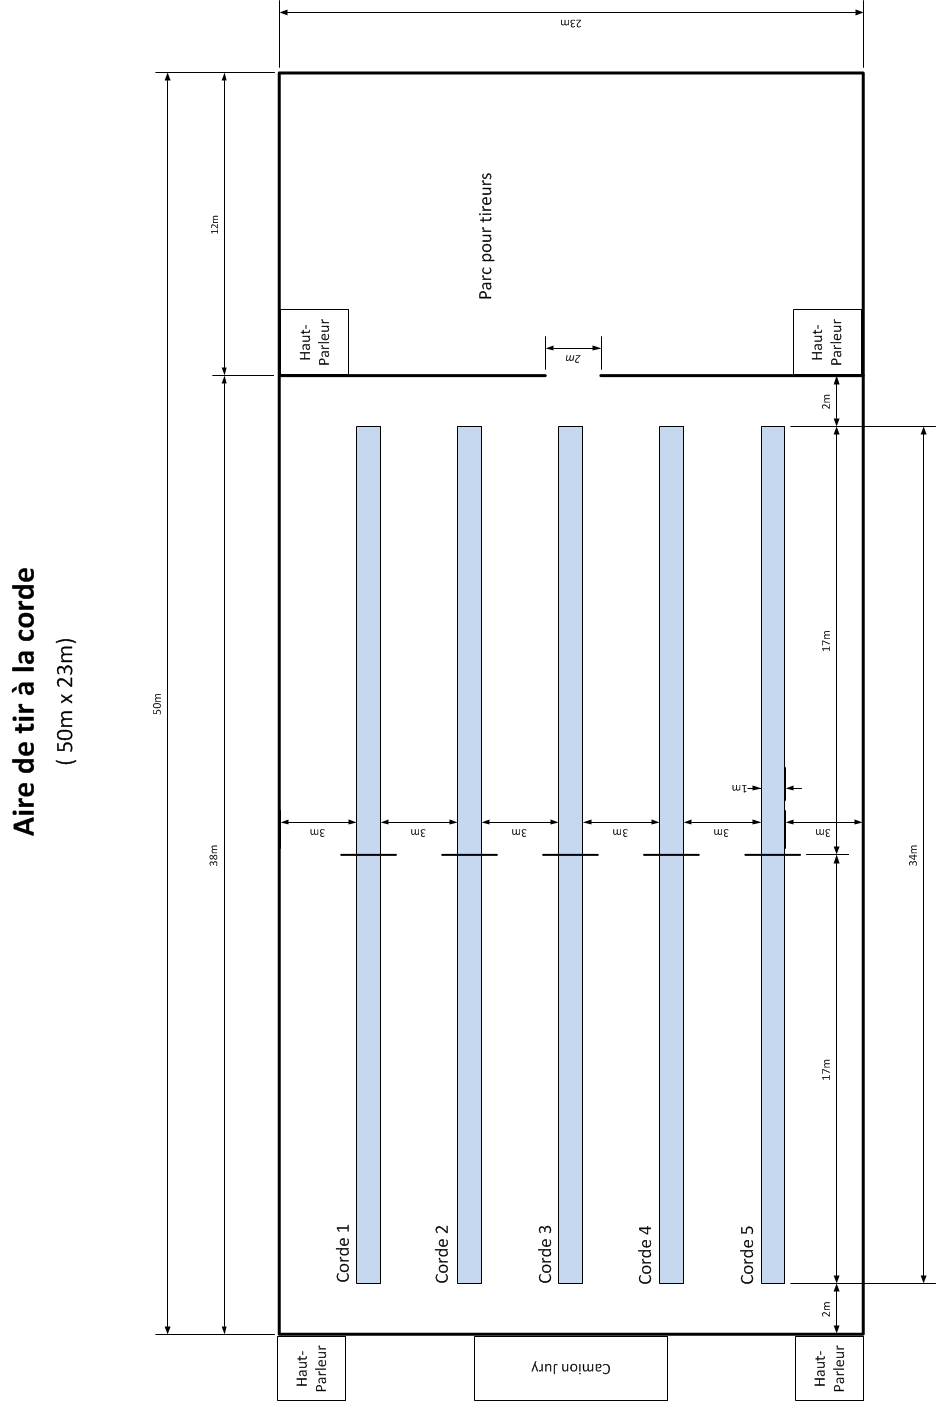 Aire de tir à la corde
( 50m x 23m)
50m
38m
12m
23m
Haut-
Parleur
Haut-
Parleur
Parc pour tireurs
2m
2m
17m
17m
2m
34m
1m
3m
3m
3m
3m
3m
3m
Corde 1
Corde 2
Corde 3
Corde 4
Corde 5
Haut-
Parleur
Camion Jury
Haut-
Parleur